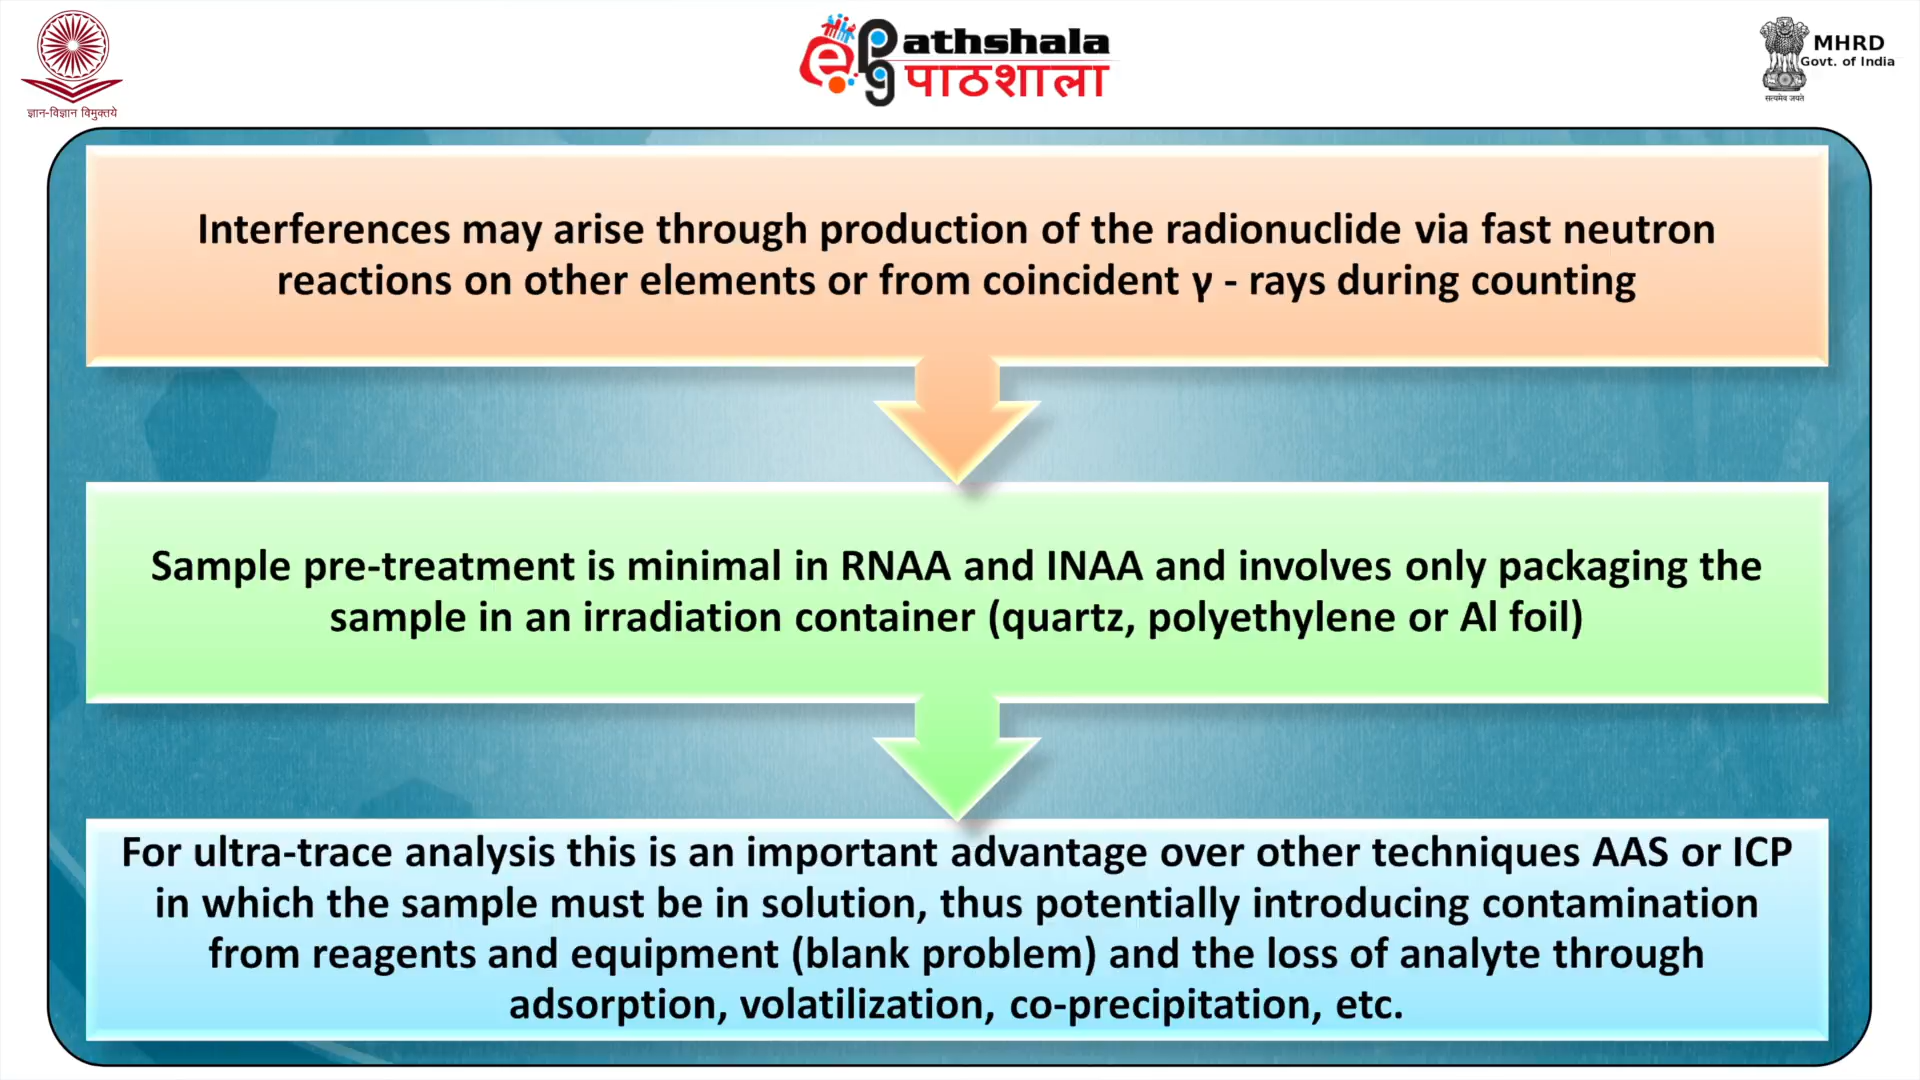 ज्ञान-विज्ञान विमुक्तये
e
pg
athshala
पाठशाला
MHRD
Govt. of India
सत्यमेव जयते
Interferences may arise through production of the radionuclide via fast neutron
reactions on other elements or from coincident γ - rays during counting
Sample pre-treatment is minimal in RNAA and INAA and involves only packaging the
sample in an irradiation container (quartz, polyethylene or Al foil)
For ultra-trace analysis this is an important advantage over other techniques AAS or ICP
in which the sample must be in solution, thus potentially introducing contamination
from reagents and equipment (blank problem) and the loss of analyte through
adsorption, volatilization, co-precipitation, etc.